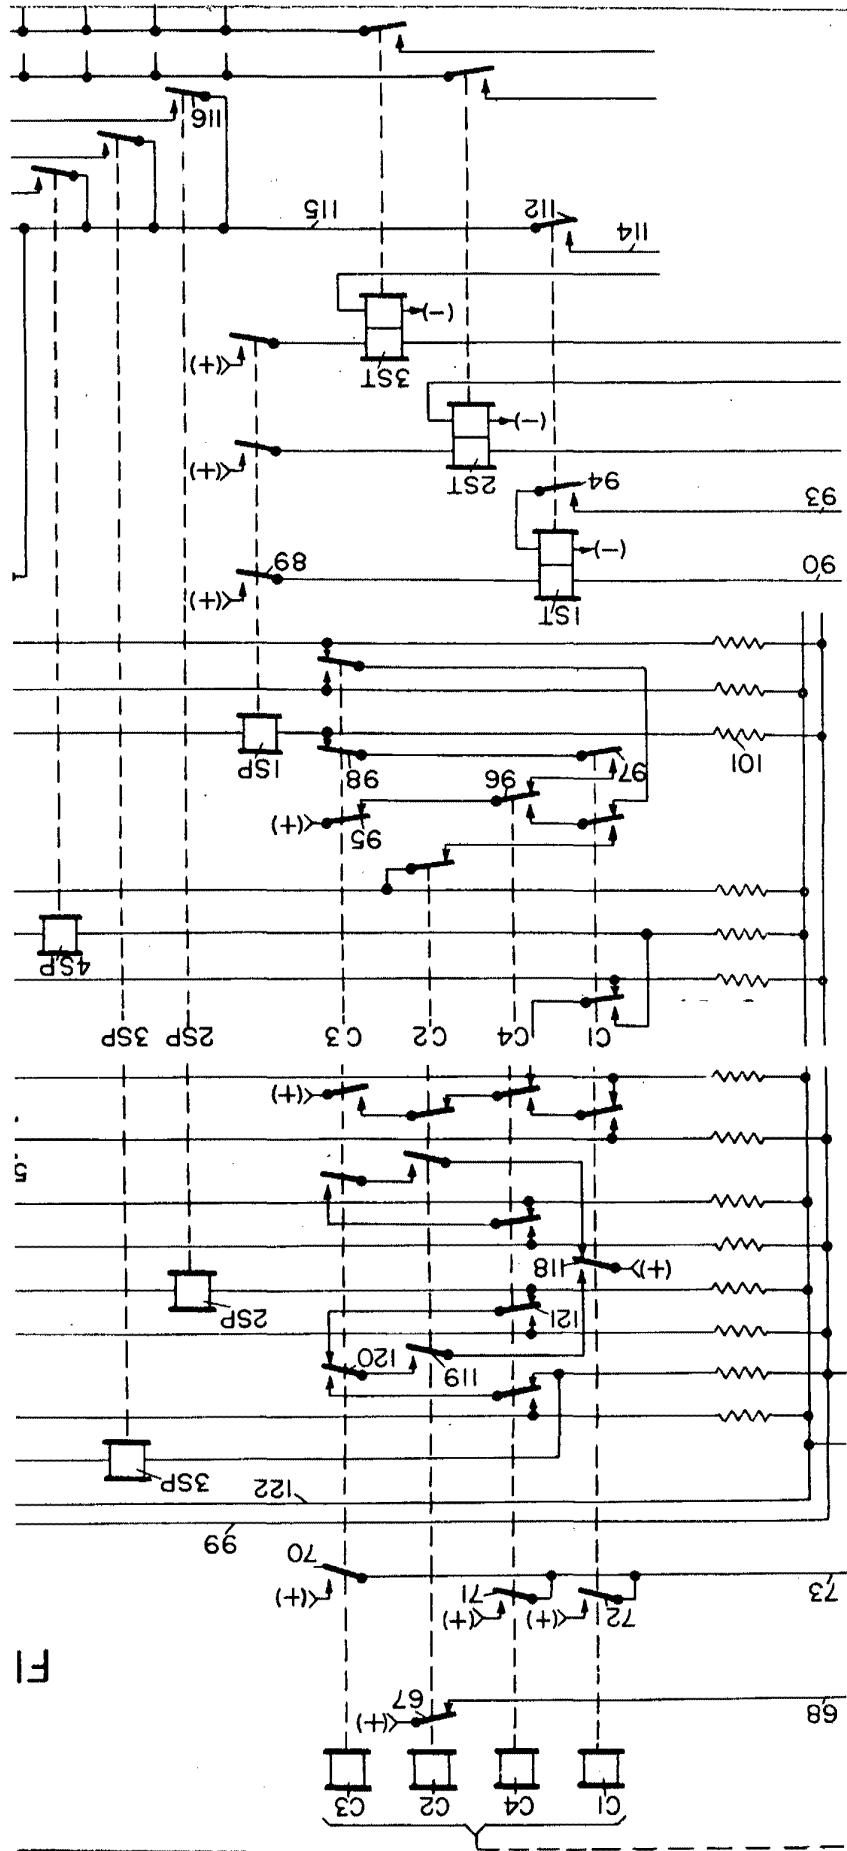 C1 C4 C2 C3
68 67 (+)
FI
72 (+) 71 (+) (+)
73
70
99
122 3SP
119 120
121 2SP
(+) 118
5
(+)
C1 C4 C2 C3 2SP 3SP
4SP
95 (+)
97 96 98 1SP
101
1ST (+)
90 89
(-)
93 94 2ST (+)
(-)
3ST (+)
(-)
114 112 115
116